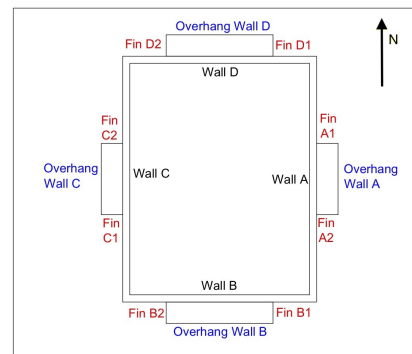 Overhang Wall D
Fin D2
Fin D1
N
Wall D
Fin
C2
Fin
A1
Overhang
Wall C
Wall C
Wall A
Overhang
Wall A
Fin
C1
Fin
A2
Wall B
Fin B2
Fin B1
Overhang Wall B